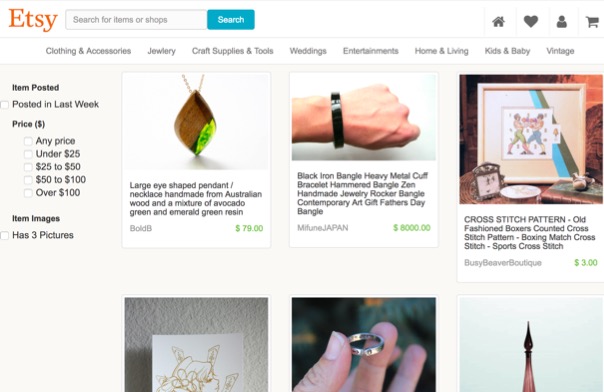 Etsy
Search for items or shops
Search
Clothing & Accessories Jewlery Craft Supplies & Tools Weddings Entertainments Home & Living Kids & Baby Vintage
Item Posted
Posted in Last Week
Price ($)
Any price
Under $25
$25 to $50
$50 to $100
Over $100
Item Images
Has 3 Pictures
Large eye shaped pendant /
necklace handmade from Australian
wood and a mixture of avocado
green and emerald green resin
BoldB $ 79.00
Black Iron Bangle Heavy Metal Cuff
Bracelet Hammered Bangle Zen
Handmade Jewelry Rocker Bangle
Contemporary Art Gift Fathers Day
Bangle
MifuneJAPAN $ 8000.00
CROSS STITCH PATTERN - Old
Fashioned Boxers Counted Cross
Stitch Pattern - Boxing Match Cross
Stitch - Sports Cross Stitch
BusyBeaverBoutique $ 3.00